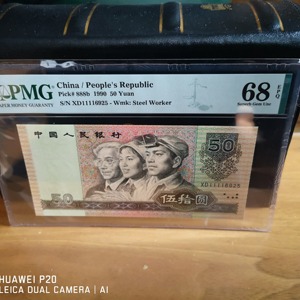 PMG
PAPER MONEY GUARANTY
China / People's Republic
Pick# 888b 1990 50 Yuan
S/N XD11116925 - Wmk: Steel Worker
68 EPQ
Superb Gem Unc
中国人民银行
50
XD11116925
50
伍拾圆
HUAWEI P20
LEICA DUAL CAMERA | AI